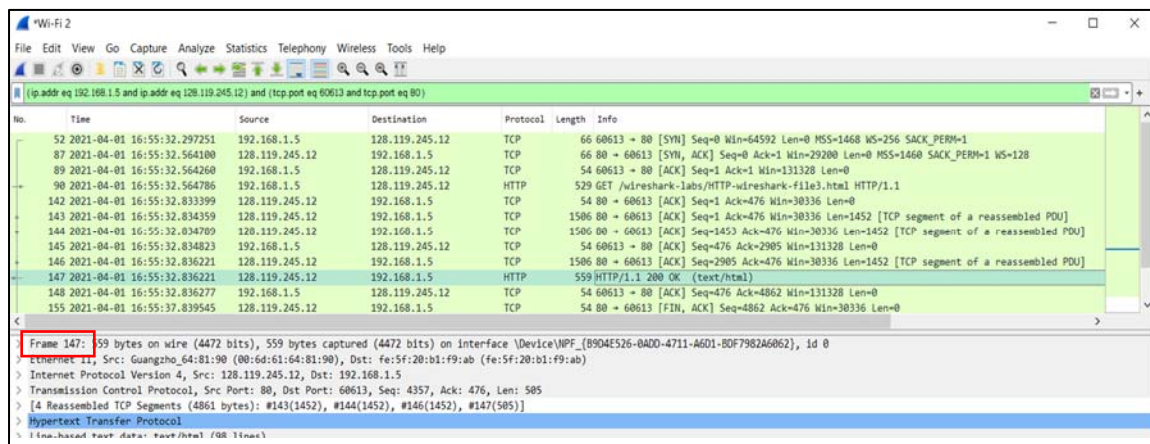 *Wi-Fi 2
File Edit View Go Capture Analyze Statistics Telephony Wireless Tools Help
(ip.addr eq 192.168.1.5 and ip.addr eq 128.119.245.12) and (tcp.port eq 60613 and tcp.port eq 80)
No. Time Source Destination Protocol Length Info
52 2021-04-01 16:55:32.297251 192.168.1.5 128.119.245.12 TCP 66 60613 → 80 [SYN] Seq=0 Win=64592 Len=0 MSS=1468 WS=256 SACK_PERM=1
87 2021-04-01 16:55:32.564100 128.119.245.12 192.168.1.5 TCP 66 80 → 60613 [SYN, ACK] Seq=0 Ack=1 Win=29200 Len=0 MSS=1460 SACK_PERM=1 WS=128
89 2021-04-01 16:55:32.564260 192.168.1.5 128.119.245.12 TCP 54 60613 → 80 [ACK] Seq=1 Ack=1 Win=131328 Len=0
90 2021-04-01 16:55:32.564786 192.168.1.5 128.119.245.12 HTTP 529 GET /wireshark-labs/HTTP-wireshark-file3.html HTTP/1.1
142 2021-04-01 16:55:32.833399 128.119.245.12 192.168.1.5 TCP 54 80 → 60613 [ACK] Seq=1 Ack=476 Win=30336 Len=0
143 2021-04-01 16:55:32.834359 128.119.245.12 192.168.1.5 TCP 1506 80 → 60613 [ACK] Seq=1 Ack=476 Win=30336 Len=1452 [TCP segment of a reassembled PDU]
144 2021-04-01 16:55:32.834789 128.119.245.12 192.168.1.5 TCP 1506 80 → 60613 [ACK] Seq=1453 Ack=476 Win=30336 Len=1452 [TCP segment of a reassembled PDU]
145 2021-04-01 16:55:32.834823 192.168.1.5 128.119.245.12 TCP 54 60613 → 80 [ACK] Seq=476 Ack=2905 Win=131328 Len=0
146 2021-04-01 16:55:32.836221 128.119.245.12 192.168.1.5 TCP 1506 80 → 60613 [ACK] Seq=2905 Ack=476 Win=30336 Len=1452 [TCP segment of a reassembled PDU]
147 2021-04-01 16:55:32.836221 128.119.245.12 192.168.1.5 HTTP 559 HTTP/1.1 200 OK (text/html)
148 2021-04-01 16:55:32.836277 192.168.1.5 128.119.245.12 TCP 54 60613 → 80 [ACK] Seq=476 Ack=4862 Win=131328 Len=0
155 2021-04-01 16:55:37.839545 128.119.245.12 192.168.1.5 TCP 54 80 → 60613 [FIN, ACK] Seq=4862 Ack=476 Win=30336 Len=0
Frame 147: 559 bytes on wire (4472 bits), 559 bytes captured (4472 bits) on interface \Device\NPF_{B9D4E526-0ADD-4711-A6D1-BDF7982A6062}, id 0
Ethernet II, Src: Guangzho_64:81:90 (00:6d:61:64:81:90), Dst: fe:5f:20:b1:f9:ab (fe:5f:20:b1:f9:ab)
Internet Protocol Version 4, Src: 128.119.245.12, Dst: 192.168.1.5
Transmission Control Protocol, Src Port: 80, Dst Port: 60613, Seq: 4357, Ack: 476, Len: 505
[4 Reassembled TCP Segments (4861 bytes): #143(1452), #144(1452), #146(1452), #147(505)]
Hypertext Transfer Protocol
Line-based text data: text/html (98 lines)